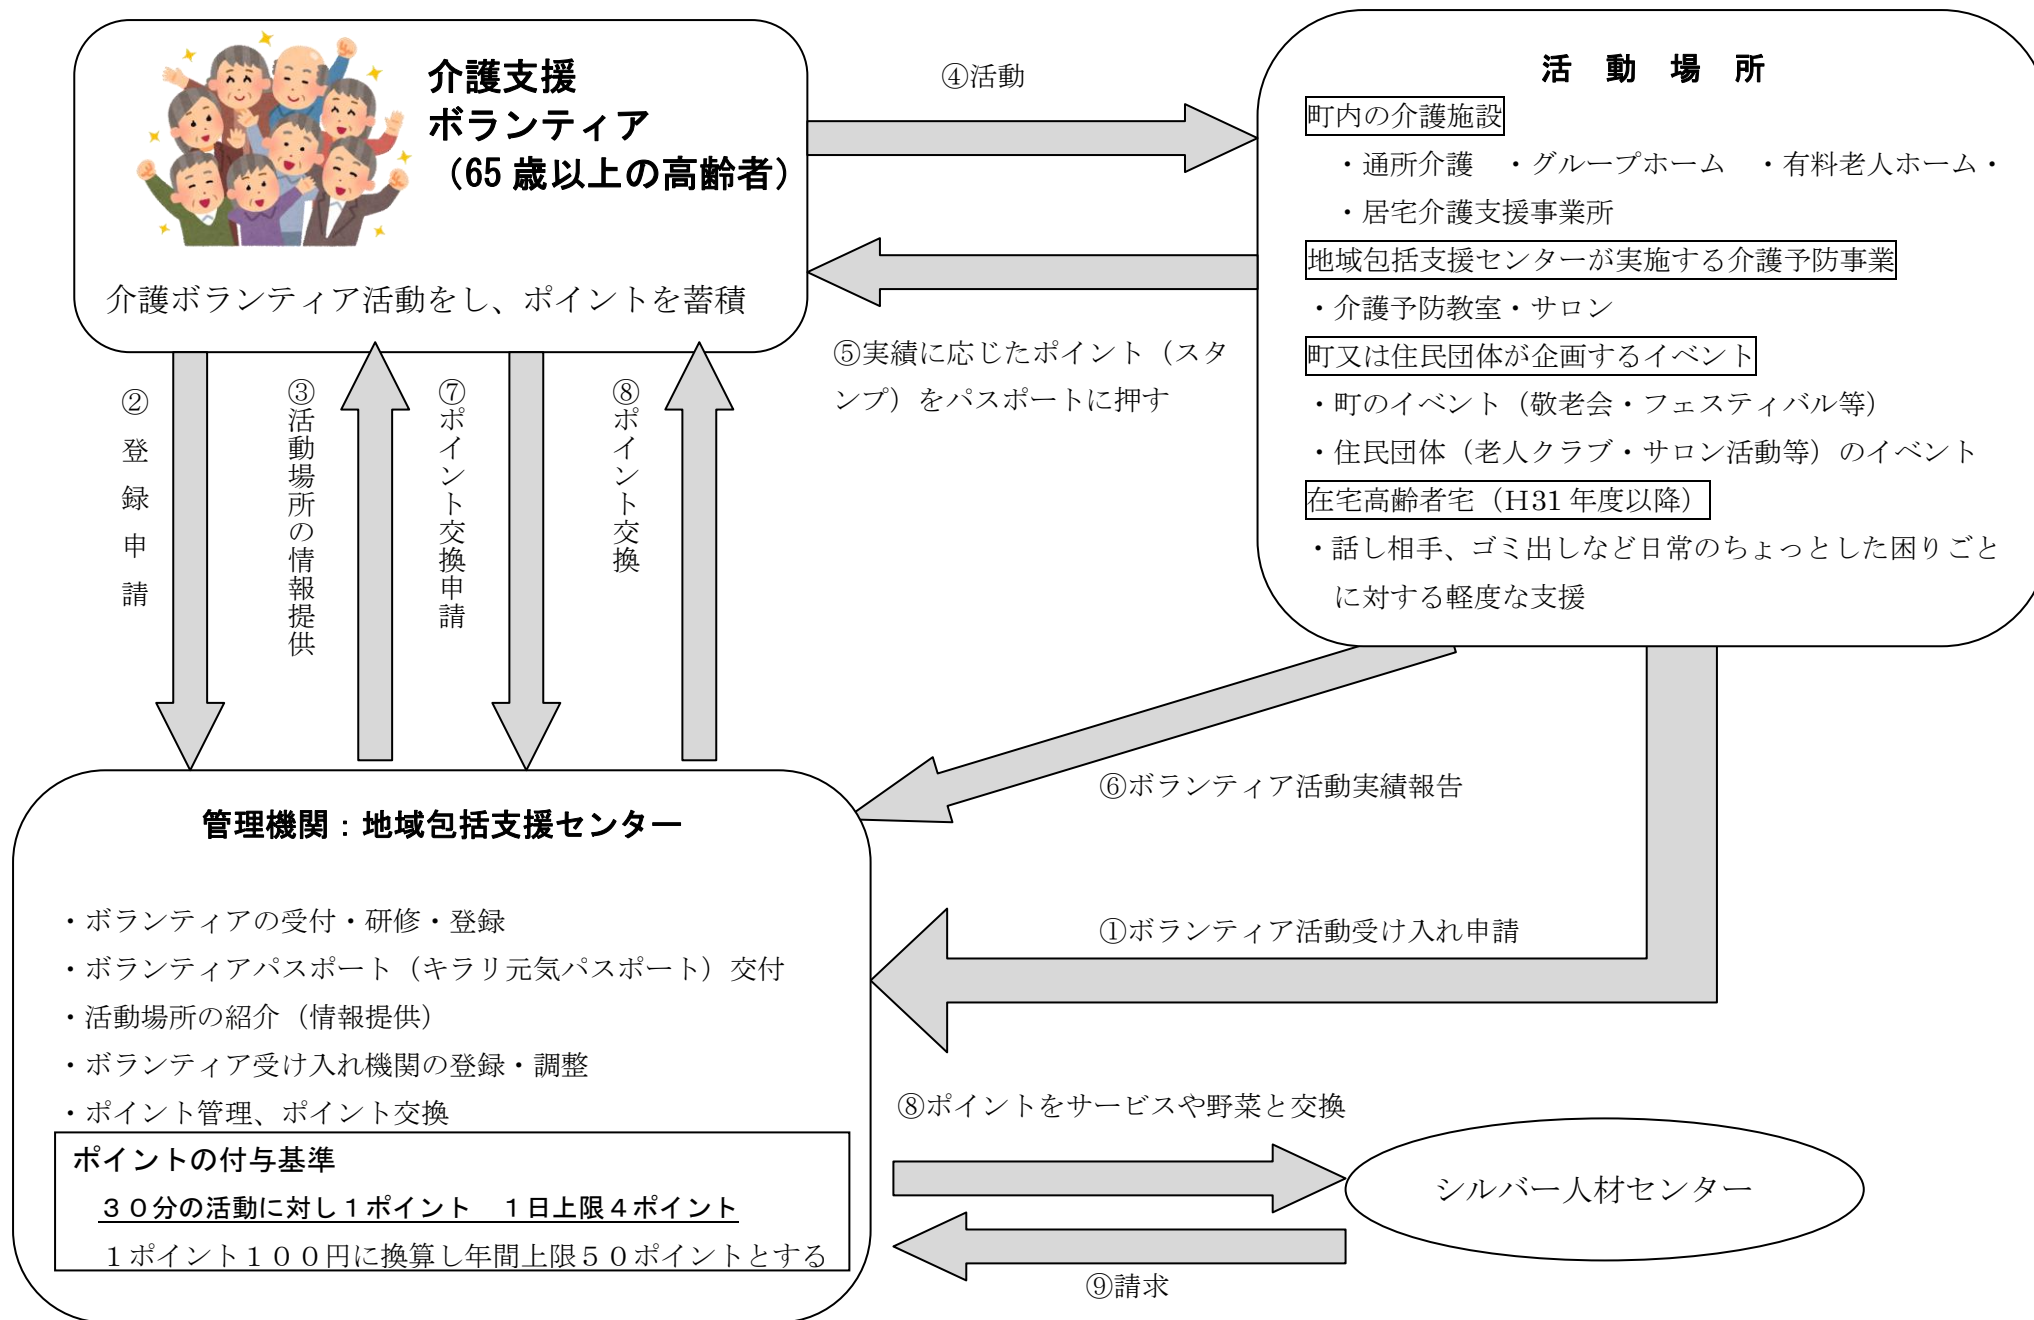 介護支援
ボランティア
（65 歳以上の高齢者）
介護ボランティア活動をし、ポイントを蓄積
④活動
⑤実績に応じたポイント（スタ
ンプ）をパスポートに押す
活　動　場　所
町内の介護施設
・通所介護　・グループホーム　・有料老人ホーム・
・居宅介護支援事業所
地域包括支援センターが実施する介護予防事業
・介護予防教室・サロン
町又は住民団体が企画するイベント
・町のイベント（敬老会・フェスティバル等）
・住民団体（老人クラブ・サロン活動等）のイベント
在宅高齢者宅（H31 年度以降）
・話し相手、ゴミ出しなど日常のちょっとした困りごと
に対する軽度な支援
②登録申請
③活動場所の情報提供
⑦ポイント交換申請
⑧ポイント交換
⑥ボランティア活動実績報告
①ボランティア活動受け入れ申請
管理機関：地域包括支援センター
・ボランティアの受付・研修・登録
・ボランティアパスポート（キラリ元気パスポート）交付
・活動場所の紹介（情報提供）
・ボランティア受け入れ機関の登録・調整
・ポイント管理、ポイント交換
ポイントの付与基準
３０分の活動に対し１ポイント　１日上限４ポイント
１ポイント１００円に換算し年間上限５０ポイントとする
⑧ポイントをサービスや野菜と交換
シルバー人材センター
⑨請求